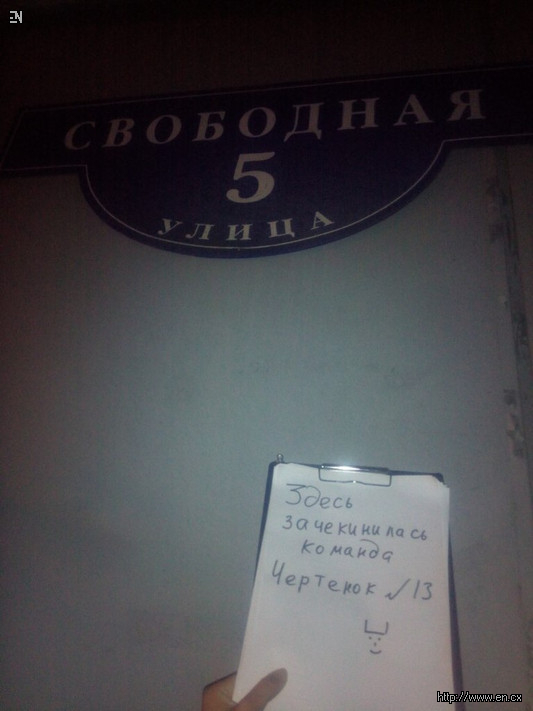 EN
СВОБОДНАЯ
5
УЛИЦА
Здесь
зачекинилась
команда
Чертенок №13
http://www.en.cx